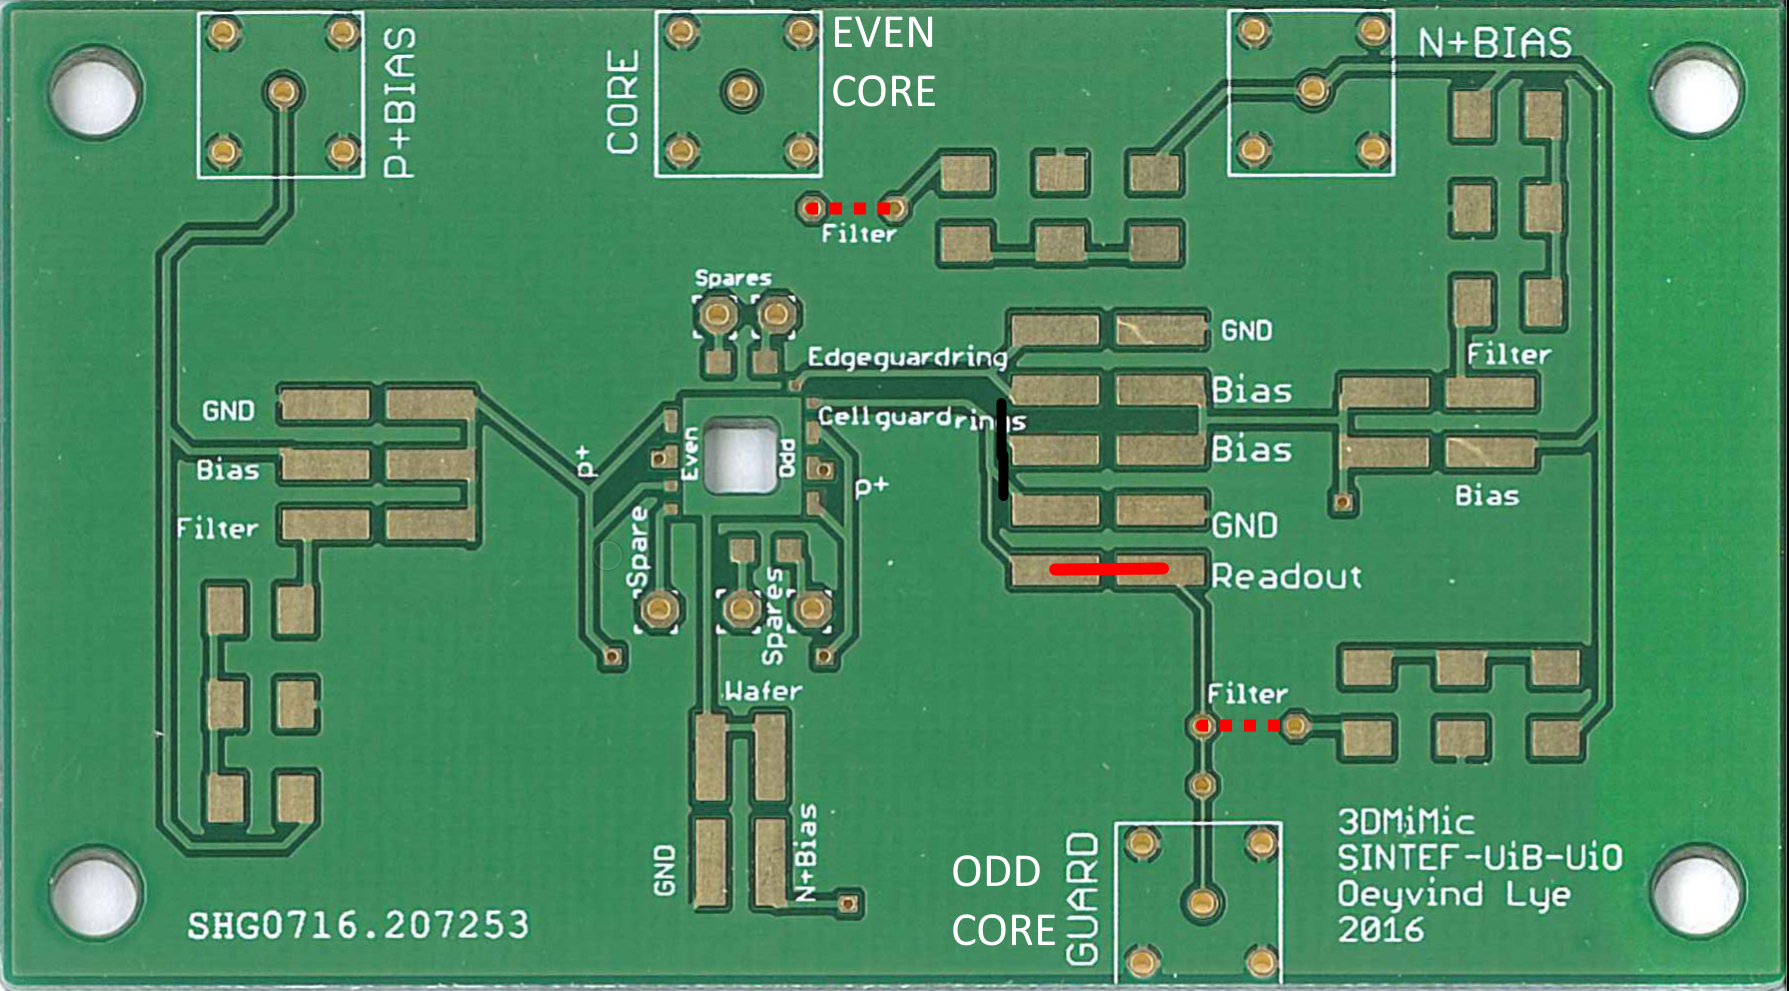 P+BIAS
CORE
EVEN
CORE
N+BIAS
Filter
Spares
Edgeguardring
GND
Filter
GND
Bias
Cellguardrings
Bias
Bias
Filter
p+
Even
Odd
p+
Bias
GND
Readout
Spare
Spares
Wafer
Filter
GND
N+Bias
ODD
CORE
GUARD
3DMiMic
SINTEF-UiB-UiO
Oeyvind Lye
2016
SHG0716.207253